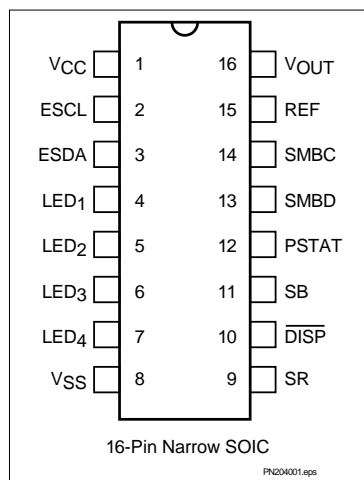 VCC 1 16 VOUT
ESCL 2 15 REF
ESDA 3 14 SMBC
LED1 4 13 SMBD
LED2 5 12 PSTAT
LED3 6 11 SB
LED4 7 10 DISP
VSS 8 9 SR
16-Pin Narrow SOIC
PN204001.eps